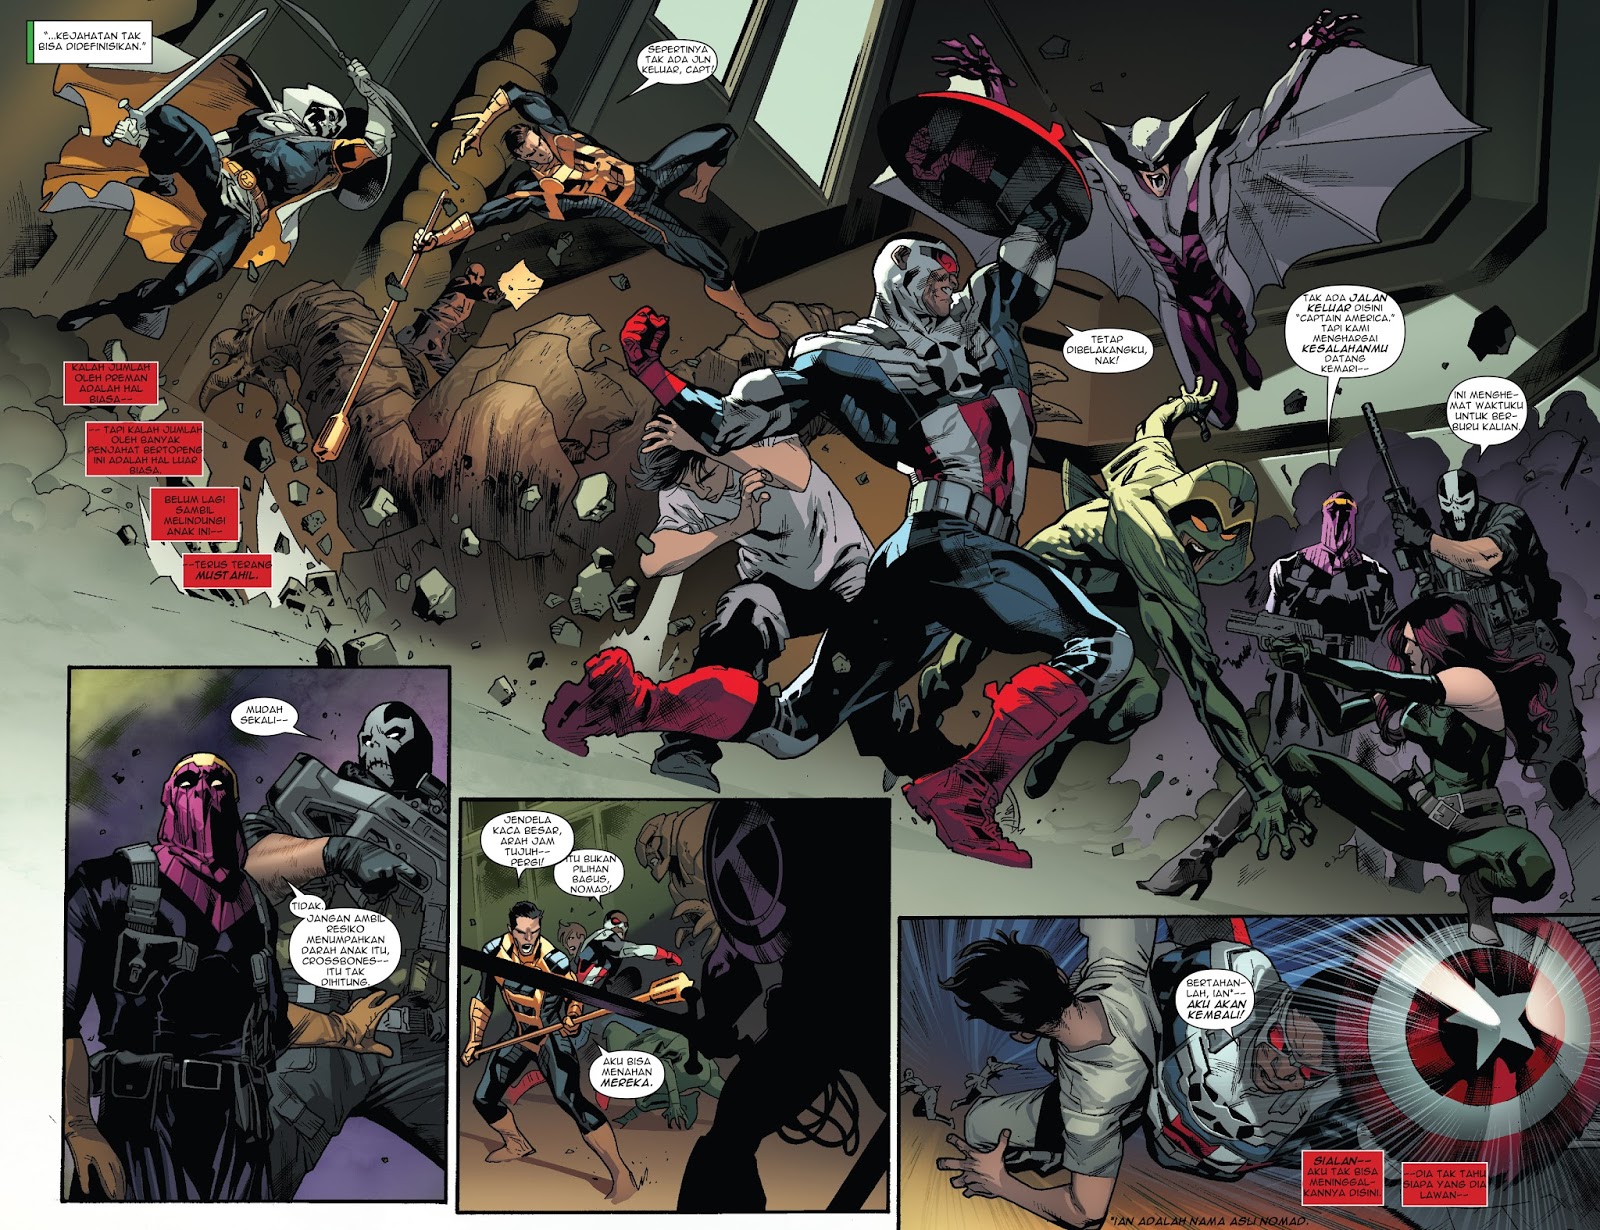 "...KEJAHATAN TAK
BISA DIDEFINISIKAN."
SEPERTINYA
TAK ADA JLN
KELUAR, CAPT!
TETAP
DIBELAKANGKU,
NAK!
TAK ADA JALAN
KELUAR DISINI
"CAPTAIN AMERICA."
TAPI KAMI
MENGHARGAI
KESALAHANMU
DATANG
KEMARI--
INI MENGHE-
MAT WAKTUKU
UNTUK BER-
BURU KALIAN.
KALAH JUMLAH
OLEH PREMAN
ADALAH HAL
BIASA--
-- TAPI KALAH JUMLAH
OLEH BANYAK
PENJAHAT BERTOPENG
INI ADALAH HAL LUAR
BIASA.
BELUM LAGI
SAMBIL
MELINDUNGI
ANAK INI--
--TERUS TERANG
MUSTAHIL.
MUDAH
SEKALI--
TIDAK.
JANGAN AMBIL
RESIKO
MENUMPAHKAN
DARAH ANAK ITU,
CROSSBONES--
ITU TAK
DIHITUNG.
JENDELA
KACA BESAR,
ARAH JAM
TUJUH--
PERGI!
ITU BUKAN
PILIHAN
BAGUS,
NOMAD!
AKU BISA
MENAHAN
MEREKA.
BERTAHAN-
LAH, IAN*--
AKU AKAN
KEMBALI!
SIALAN--
AKU TAK BISA
MENINGGAL-
KANNYA DISINI.
--DIA TAK TAHU
SIAPA YANG DIA
LAWAN--
*IAN ADALAH NAMA ASLI NOMAD.